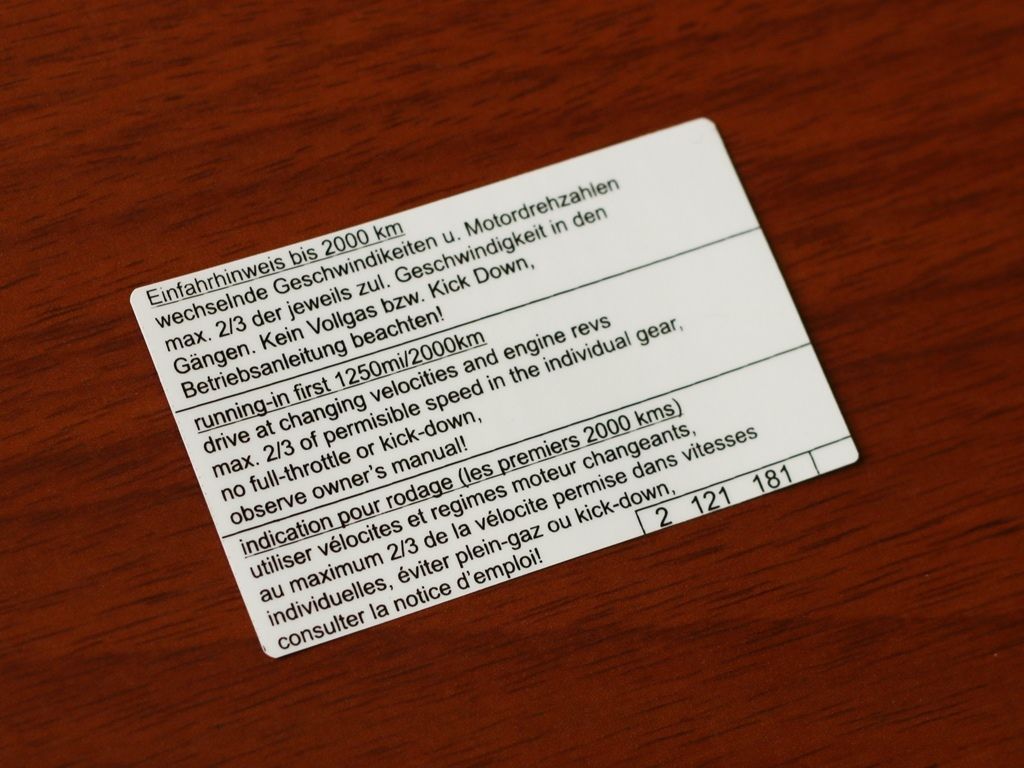 Einfahrhinweis bis 2000 km
wechselnde Geschwindikeiten u. Motordrehzahlen
max. 2/3 der jeweils zul. Geschwindigkeit in den
Gängen. Kein Vollgas bzw. Kick Down,
Betriebsanleitung beachten!
running-in first 1250mi/2000km
drive at changing velocities and engine revs
max. 2/3 of permisible speed in the individual gear,
no full-throttle or kick-down,
observe owner's manual!
indication pour rodage (les premiers 2000 kms)
utiliser vélocites et regimes moteur changeants,
au maximum 2/3 de la vélocite permise dans vitesses
individuelles, éviter plein-gaz ou kick-down,
consulter la notice d'emploi!
2 121 181